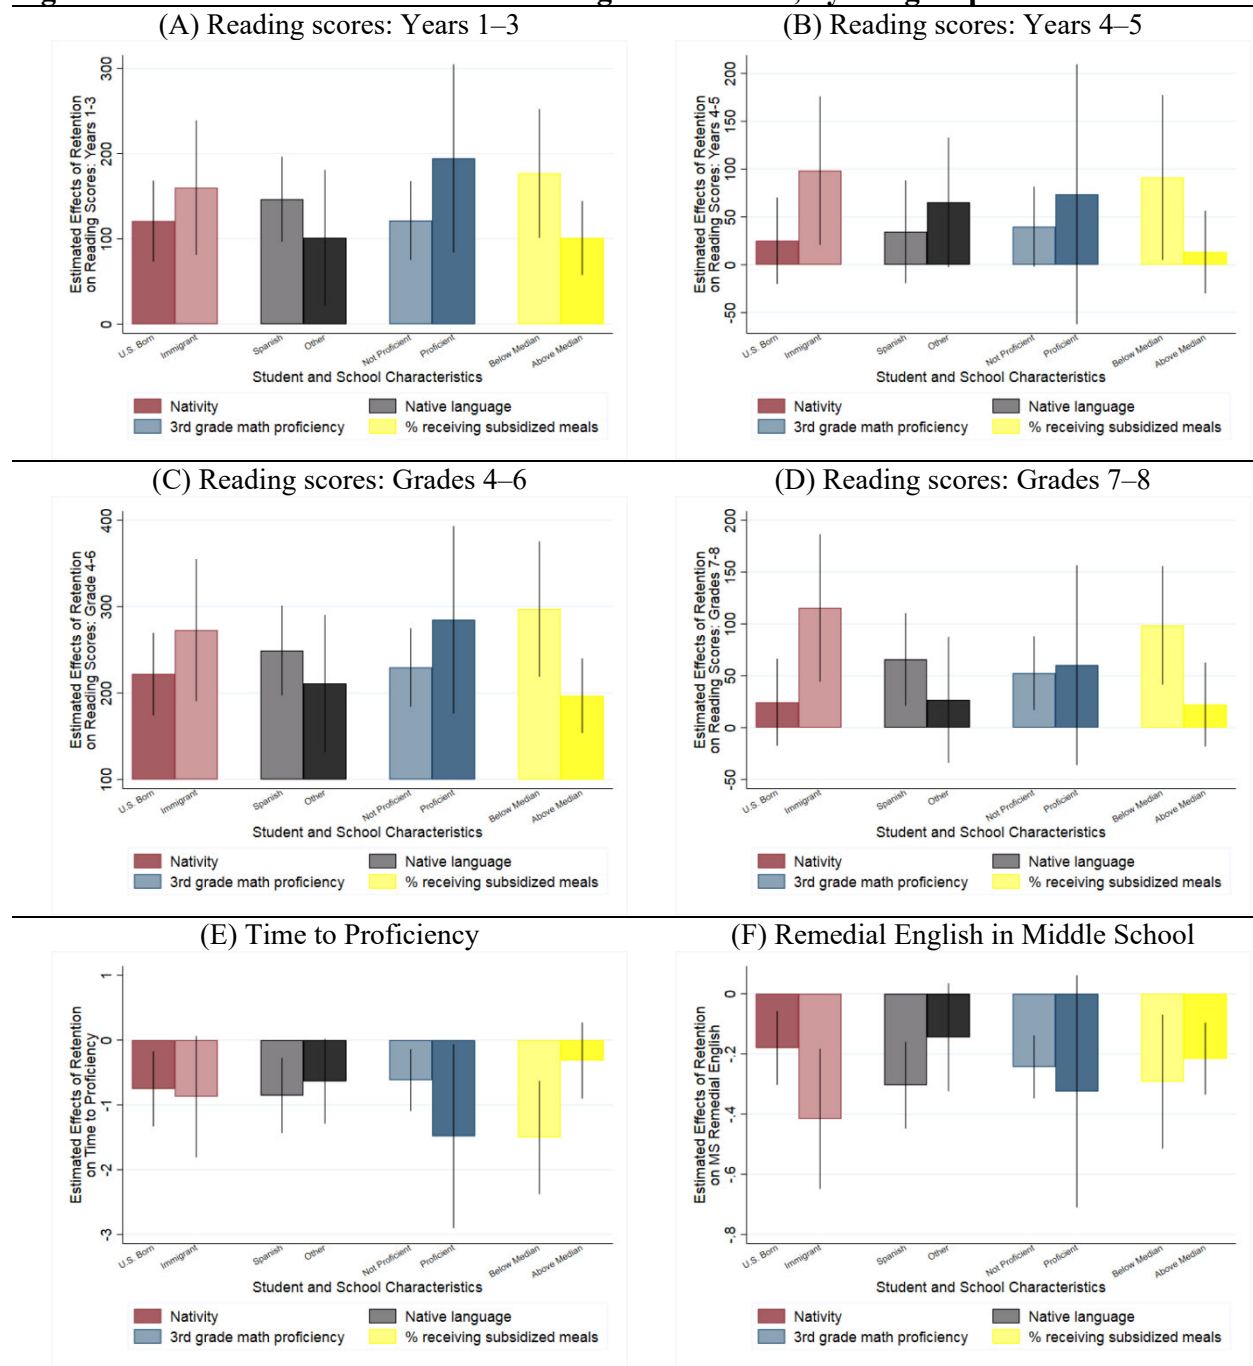 (A) Reading scores: Years 1–3
(B) Reading scores: Years 4–5
Estimated Effects of Retention
on Reading Scores: Years 1-3
0
100
200
300
U.S. Born
Immigrant
Spanish
Other
Not Proficient
Proficient
Below Median
Above Median
Student and School Characteristics
Nativity
Native language
3rd grade math proficiency
% receiving subsidized meals
Estimated Effects of Retention
on Reading Scores: Years 4-5
-50
0
50
100
150
200
U.S. Born
Immigrant
Spanish
Other
Not Proficient
Proficient
Below Median
Above Median
Student and School Characteristics
Nativity
Native language
3rd grade math proficiency
% receiving subsidized meals
(C) Reading scores: Grades 4–6
(D) Reading scores: Grades 7–8
Estimated Effects of Retention
on Reading Scores: Grade 4-6
100
200
300
400
U.S. Born
Immigrant
Spanish
Other
Not Proficient
Proficient
Below Median
Above Median
Student and School Characteristics
Nativity
Native language
3rd grade math proficiency
% receiving subsidized meals
Estimated Effects of Retention
on Reading Scores: Grades 7-8
-50
0
50
100
150
200
U.S. Born
Immigrant
Spanish
Other
Not Proficient
Proficient
Below Median
Above Median
Student and School Characteristics
Nativity
Native language
3rd grade math proficiency
% receiving subsidized meals
(E) Time to Proficiency
(F) Remedial English in Middle School
Estimated Effects of Retention
on Time to Proficiency
-3
-2
-1
0
1
U.S. Born
Immigrant
Spanish
Other
Not Proficient
Proficient
Below Median
Above Median
Student and School Characteristics
Nativity
Native language
3rd grade math proficiency
% receiving subsidized meals
Estimated Effects of Retention
on MS Remedial English
-.8
-.6
-.4
-.2
0
U.S. Born
Immigrant
Spanish
Other
Not Proficient
Proficient
Below Median
Above Median
Student and School Characteristics
Nativity
Native language
3rd grade math proficiency
% receiving subsidized meals